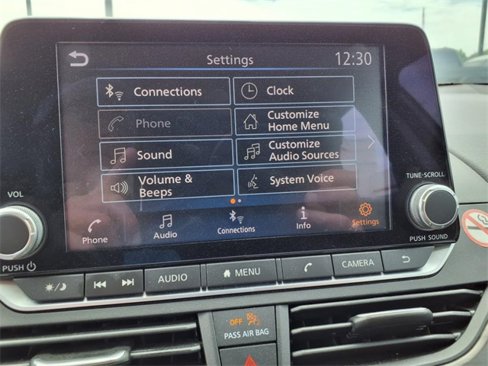 Settings
12:30
Connections
Clock
Phone
Customize
Home Menu
Sound
Customize
Audio Sources
Volume &
Beeps
System Voice
Phone
Audio
Connections
Info
Settings
VOL
PUSH
TUNE-SCROLL
PUSH SOUND
AUDIO
MENU
CAMERA
OFF
PASS AIR BAG